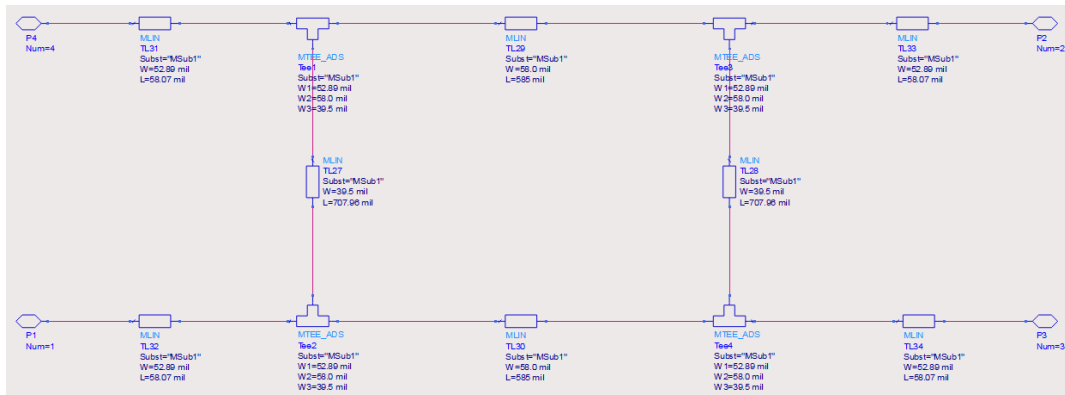 P4
Num=4
MLIN
TL31
Subst="MSub1"
W=52.89 mil
L=58.07 mil
MTEE_ADS
Tee1
Subst="MSub1"
W1=52.89 mil
W2=58.0 mil
W3=39.5 mil
MLIN
TL29
Subst="MSub1"
W=58.0 mil
L=585 mil
MTEE_ADS
Tee3
Subst="MSub1"
W1=52.89 mil
W2=58.0 mil
W3=39.5 mil
MLIN
TL33
Subst="MSub1"
W=52.89 mil
L=58.07 mil
P2
Num=2
MLIN
TL27
Subst="MSub1"
W=39.5 mil
L=707.96 mil
MLIN
TL28
Subst="MSub1"
W=39.5 mil
L=707.96 mil
P1
Num=1
MLIN
TL32
Subst="MSub1"
W=52.89 mil
L=58.07 mil
MTEE_ADS
Tee2
Subst="MSub1"
W1=52.89 mil
W2=58.0 mil
W3=39.5 mil
MLIN
TL30
Subst="MSub1"
W=58.0 mil
L=585 mil
MTEE_ADS
Tee4
Subst="MSub1"
W1=52.89 mil
W2=58.0 mil
W3=39.5 mil
MLIN
TL34
Subst="MSub1"
W=52.89 mil
L=58.07 mil
P3
Num=3